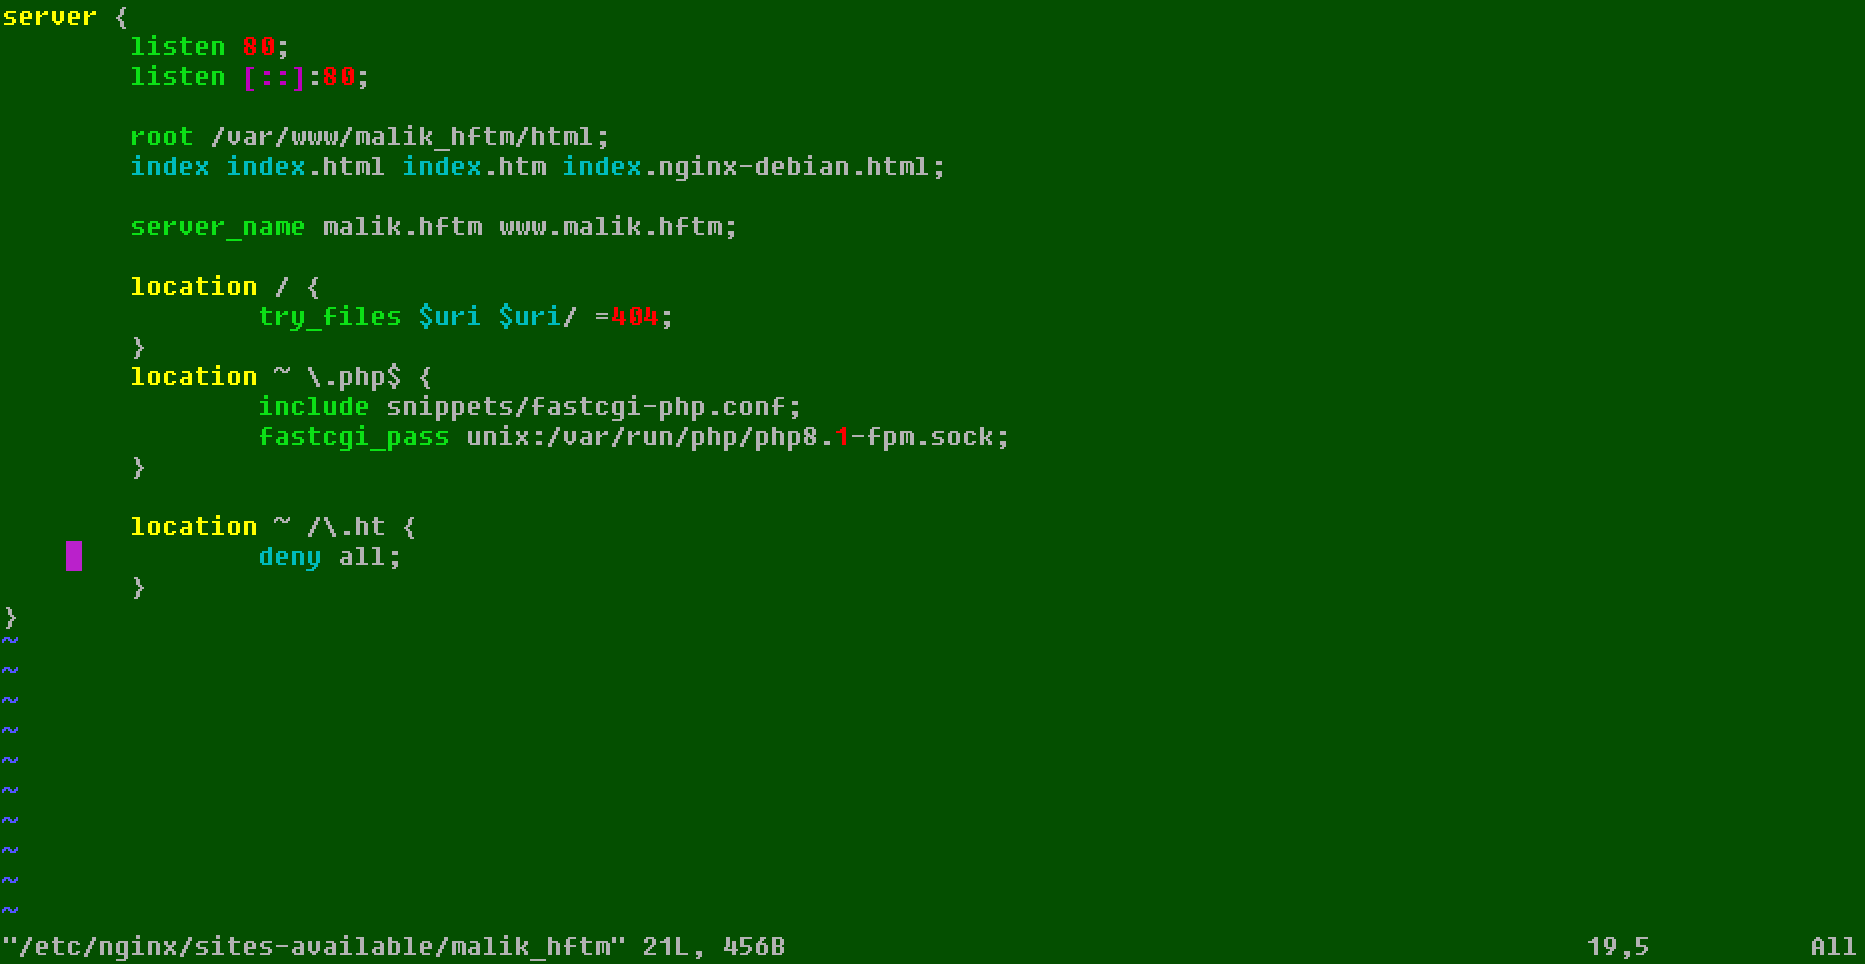 server {
        listen 80;
        listen [::]:80;

        root /var/www/malik_hftm/html;
        index index.html index.htm index.nginx-debian.html;

        server_name malik.hftm www.malik.hftm;

        location / {
                try_files $uri $uri/ =404;
        }
        location ~ \.php$ {
                include snippets/fastcgi-php.conf;
                fastcgi_pass unix:/var/run/php/php8.1-fpm.sock;
        }

        location ~ /\.ht {
                deny all;
        }
}
~
~
~
~
~
~
~
~
~
~
"/etc/nginx/sites-available/malik_hftm" 21L, 456B 19,5 All